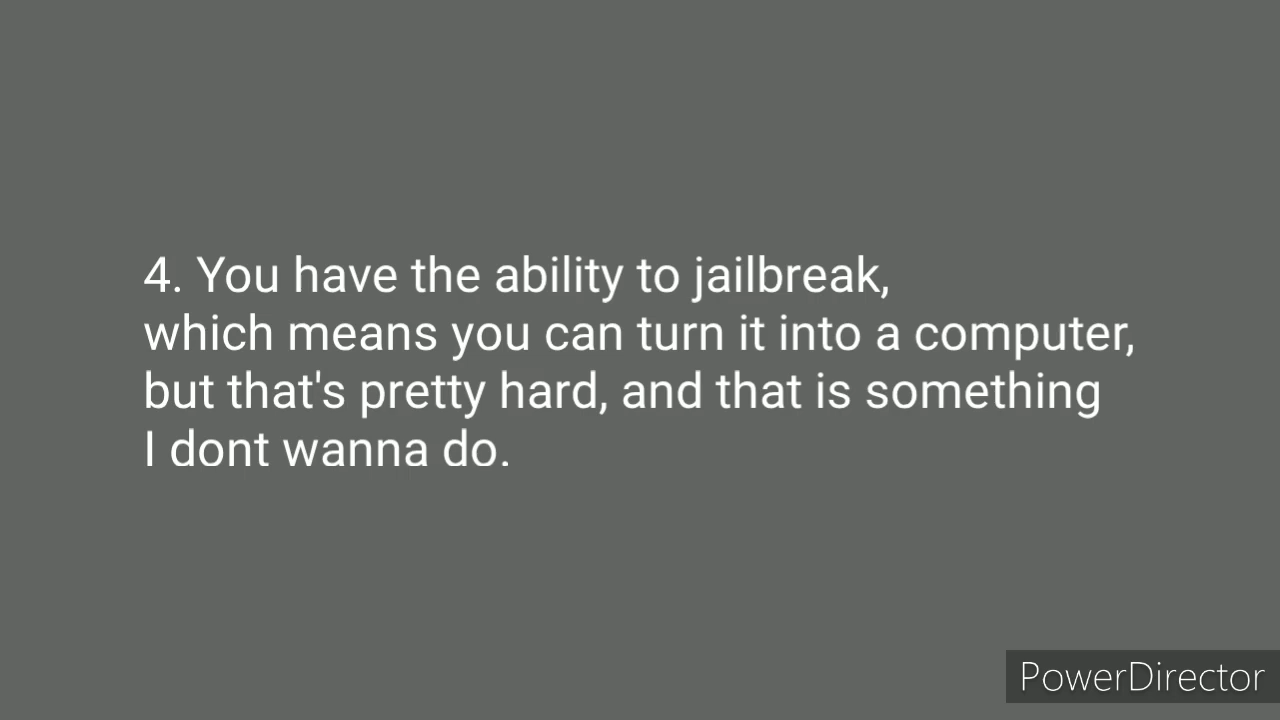 4. You have the ability to jailbreak,
which means you can turn it into a computer,
but that's pretty hard, and that is something
I dont wanna do.
PowerDirector